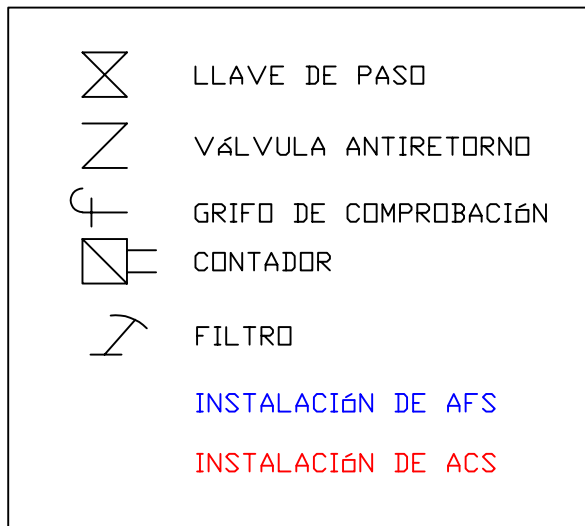 LLAVE DE PASO
VáLVULA ANTIRETORNO
GRIFO DE COMPROBACIóN
CONTADOR
FILTRO
INSTALACIóN DE AFS
INSTALACIóN DE ACS